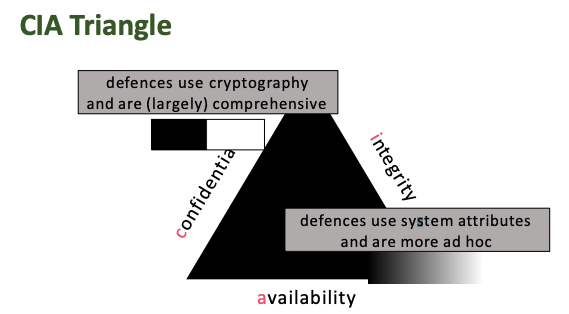 CIA Triangle
defences use cryptography
and are (largely) comprehensive
confidentia
integrity
defences use system attributes
and are more ad hoc
availability